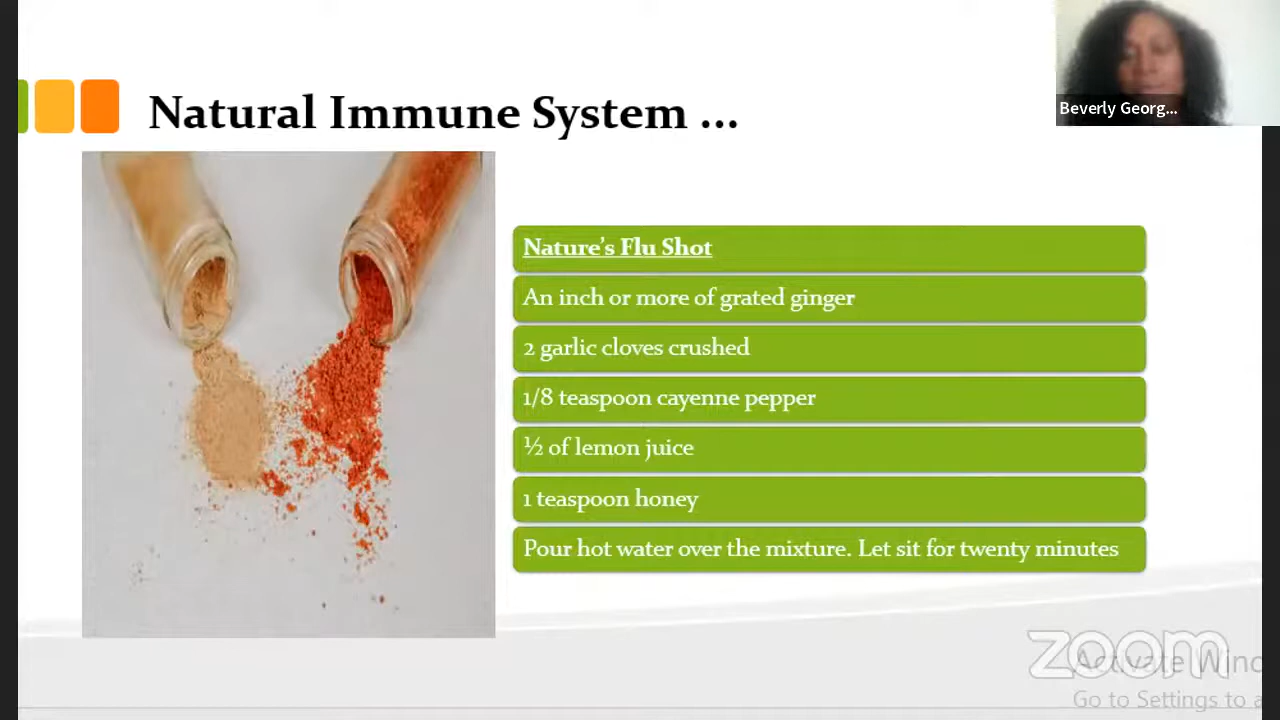 Natural Immune System ...
Beverly Georg...
Nature's Flu Shot
An inch or more of grated ginger
2 garlic cloves crushed
1/8 teaspoon cayenne pepper
½ of lemon juice
1 teaspoon honey
Pour hot water over the mixture. Let sit for twenty minutes
zoom
Activate Wind
Go to Settings to a